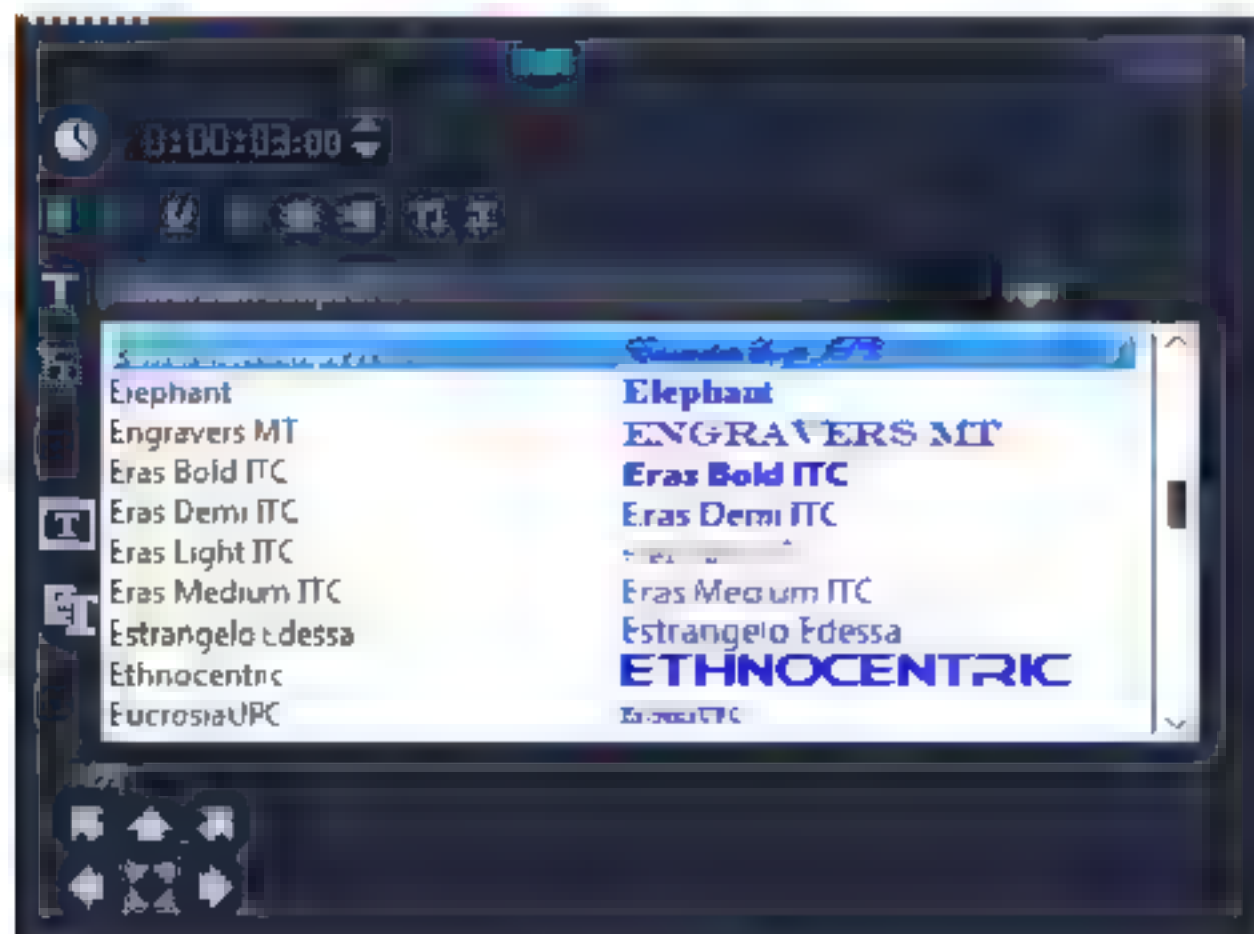 0:00:03:00
Elephant Elephant
Engravers MT ENGRAVERS MT
Eras Bold ITC Eras Bold ITC
Eras Demi ITC Eras Demi ITC
Eras Light ITC
Eras Medium ITC Eras Medium ITC
Estrangelo Edessa Estrangelo Edessa
Ethnocentric ETHNOCENTRIC
EucrosiaUPC EucrosiaUPC